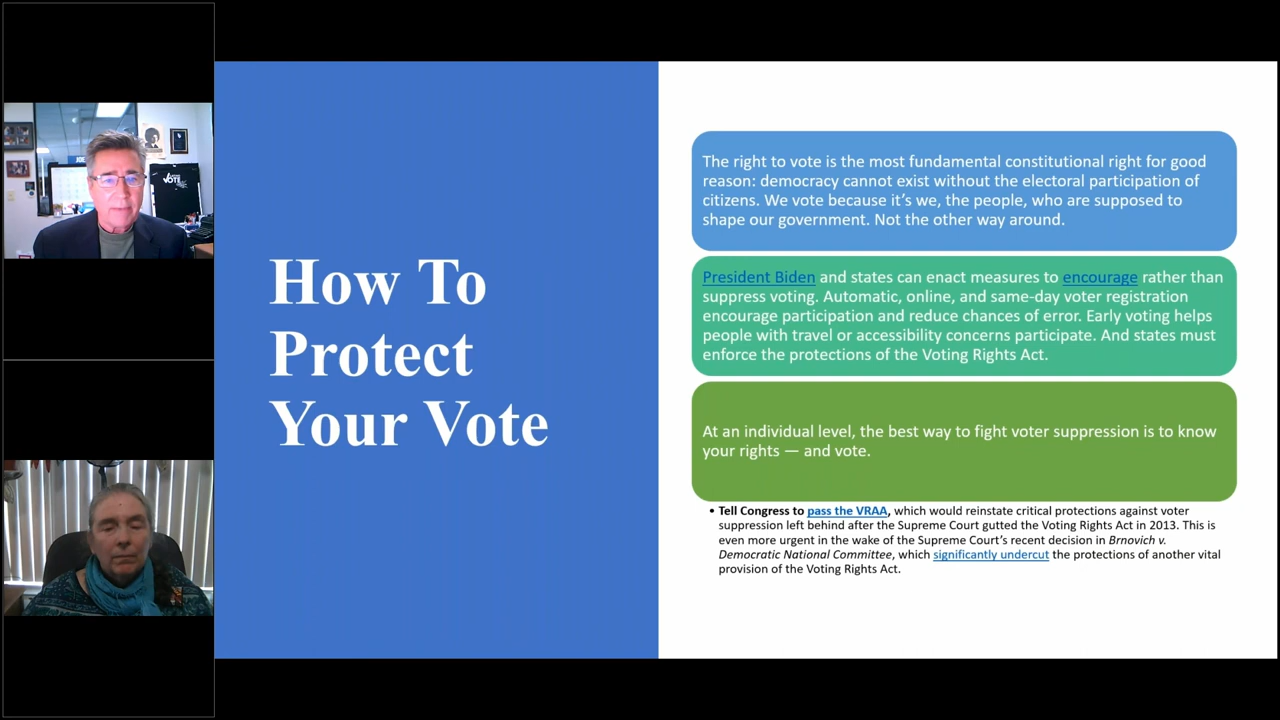 JOE
VOTE
How To
Protect
Your Vote
The right to vote is the most fundamental constitutional right for good
reason: democracy cannot exist without the electoral participation of
citizens. We vote because it’s we, the people, who are supposed to
shape our government. Not the other way around.
President Biden and states can enact measures to encourage rather than
suppress voting. Automatic, online, and same-day voter registration
encourage participation and reduce chances of error. Early voting helps
people with travel or accessibility concerns participate. And states must
enforce the protections of the Voting Rights Act.
At an individual level, the best way to fight voter suppression is to know
your rights — and vote.
• Tell Congress to pass the VRAA, which would reinstate critical protections against voter
suppression left behind after the Supreme Court gutted the Voting Rights Act in 2013. This is
even more urgent in the wake of the Supreme Court’s recent decision in Brnovich v.
Democratic National Committee, which significantly undercut the protections of another vital
provision of the Voting Rights Act.